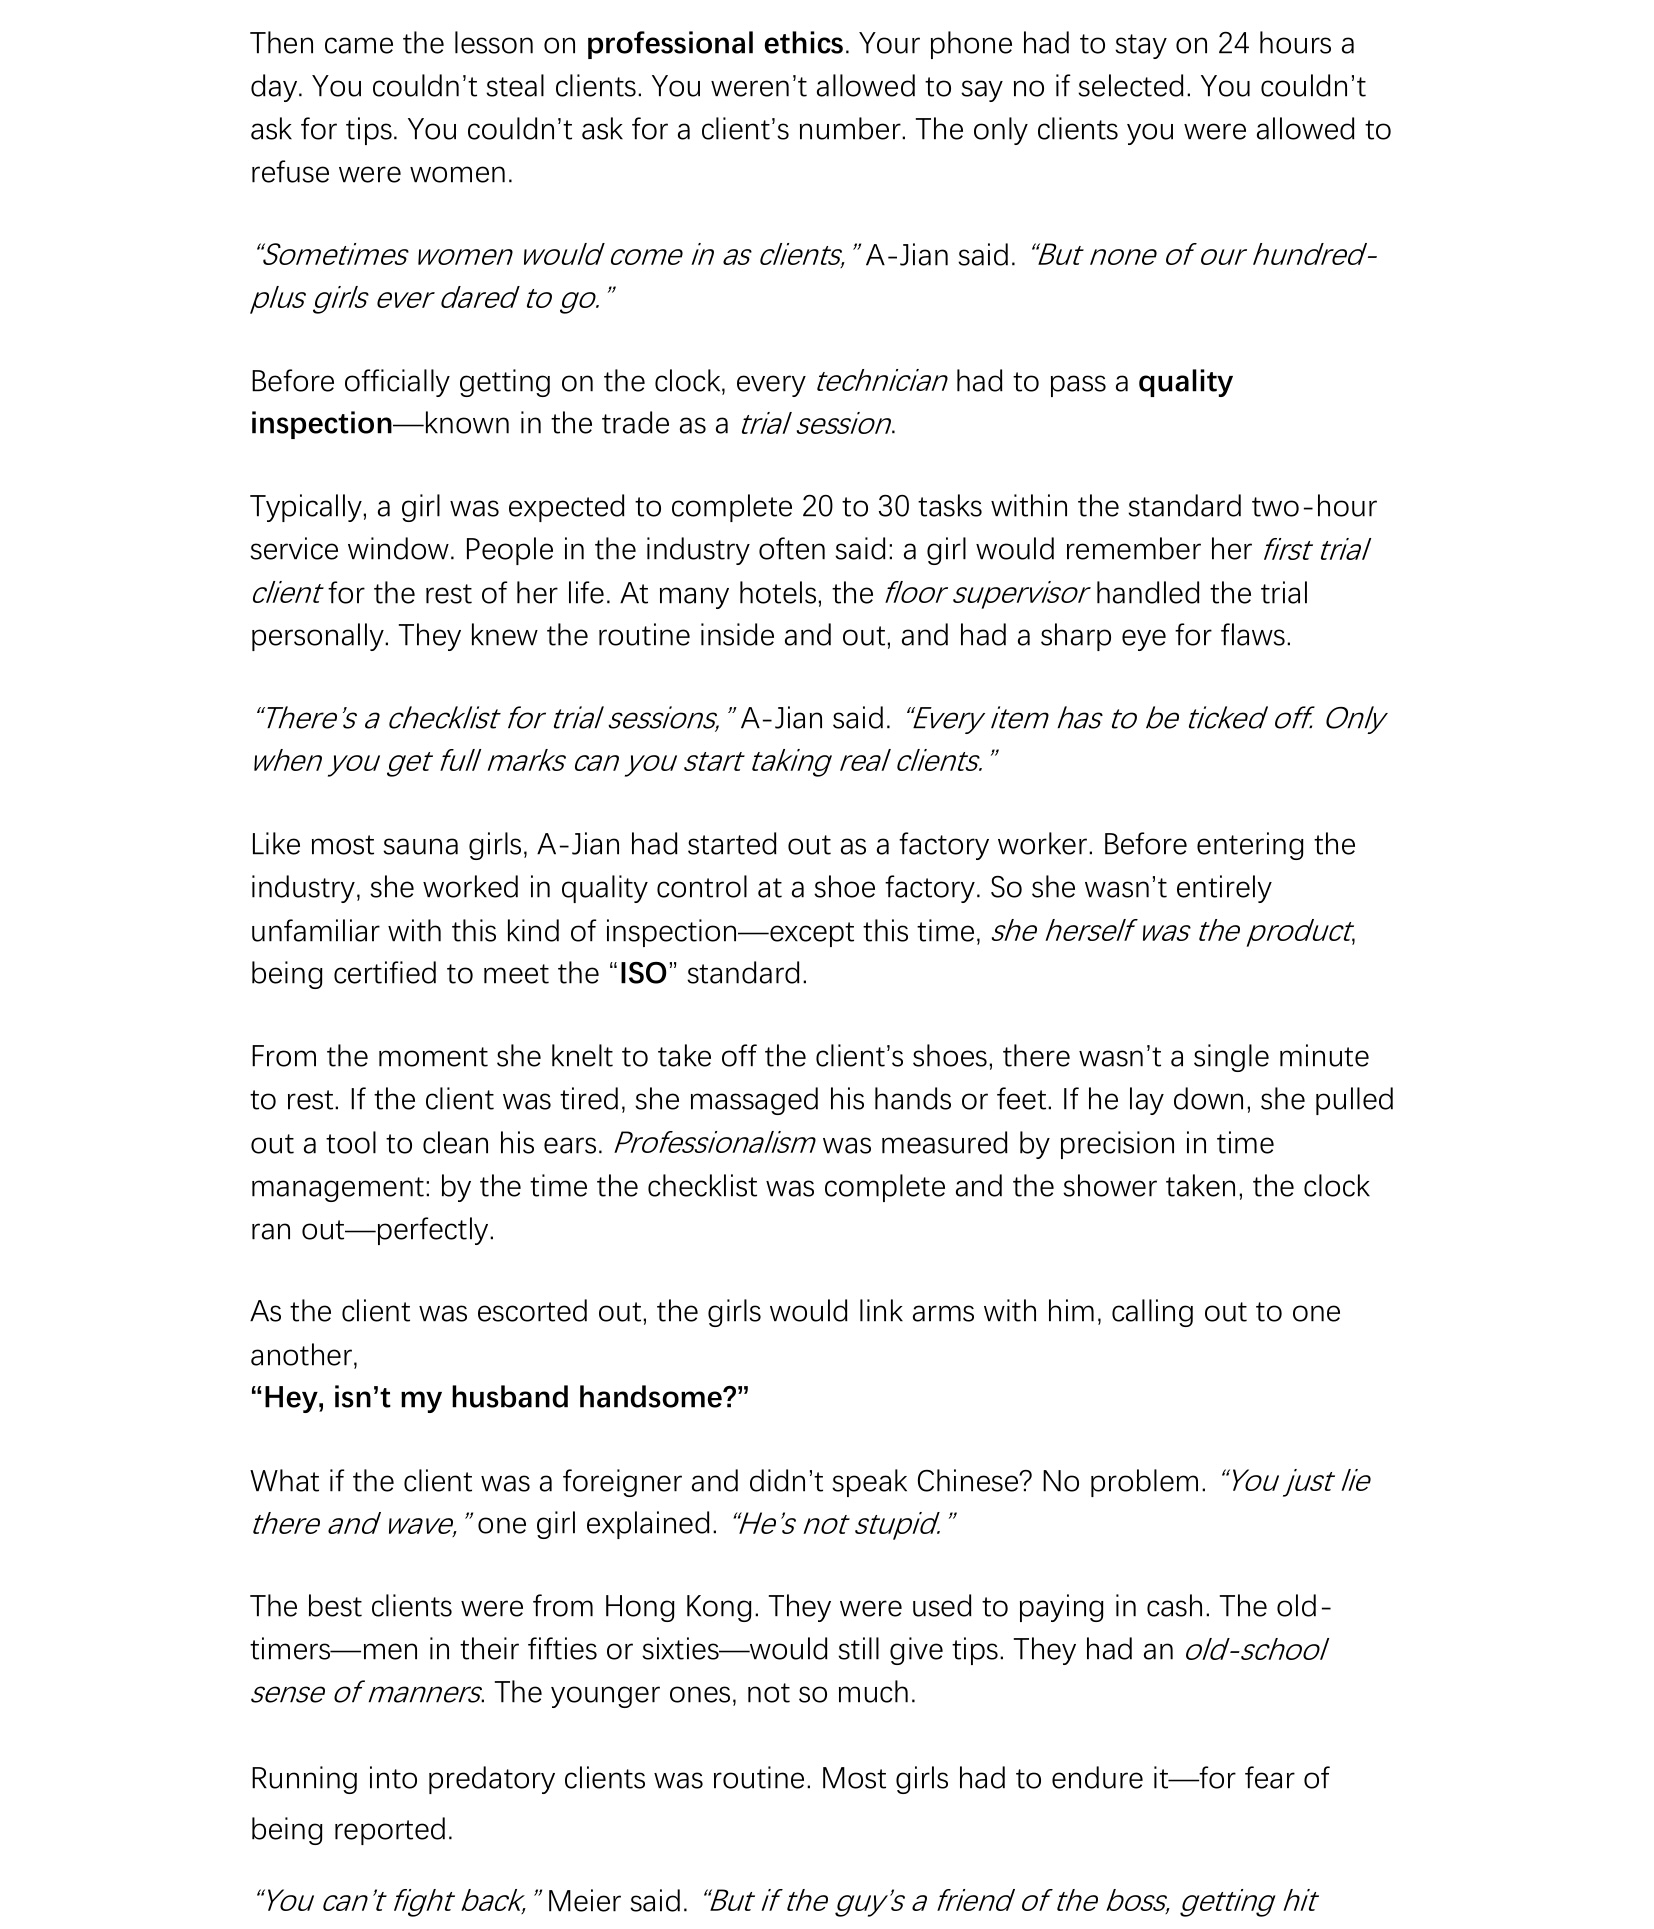 Then came the lesson on professional ethics. Your phone had to stay on 24 hours a
day. You couldn’t steal clients. You weren’t allowed to say no if selected. You couldn’t
ask for tips. You couldn’t ask for a client’s number. The only clients you were allowed to
refuse were women.
“Sometimes women would come in as clients,” A-Jian said. “But none of our hundred-
plus girls ever dared to go.”
Before officially getting on the clock, every technician had to pass a quality
inspection—known in the trade as a trial session.
Typically, a girl was expected to complete 20 to 30 tasks within the standard two-hour
service window. People in the industry often said: a girl would remember her first trial
client for the rest of her life. At many hotels, the floor supervisor handled the trial
personally. They knew the routine inside and out, and had a sharp eye for flaws.
“There’s a checklist for trial sessions,” A-Jian said. “Every item has to be ticked off. Only
when you get full marks can you start taking real clients.”
Like most sauna girls, A-Jian had started out as a factory worker. Before entering the
industry, she worked in quality control at a shoe factory. So she wasn’t entirely
unfamiliar with this kind of inspection—except this time, she herself was the product,
being certified to meet the “ISO” standard.
From the moment she knelt to take off the client’s shoes, there wasn’t a single minute
to rest. If the client was tired, she massaged his hands or feet. If he lay down, she pulled
out a tool to clean his ears. Professionalism was measured by precision in time
management: by the time the checklist was complete and the shower taken, the clock
ran out—perfectly.
As the client was escorted out, the girls would link arms with him, calling out to one
another,
“Hey, isn’t my husband handsome?”
What if the client was a foreigner and didn’t speak Chinese? No problem. “You just lie
there and wave,” one girl explained. “He’s not stupid.”
The best clients were from Hong Kong. They were used to paying in cash. The old-
timers—men in their fifties or sixties—would still give tips. They had an old-school
sense of manners. The younger ones, not so much.
Running into predatory clients was routine. Most girls had to endure it—for fear of
being reported.
“You can’t fight back,” Meier said. “But if the guy’s a friend of the boss, getting hit